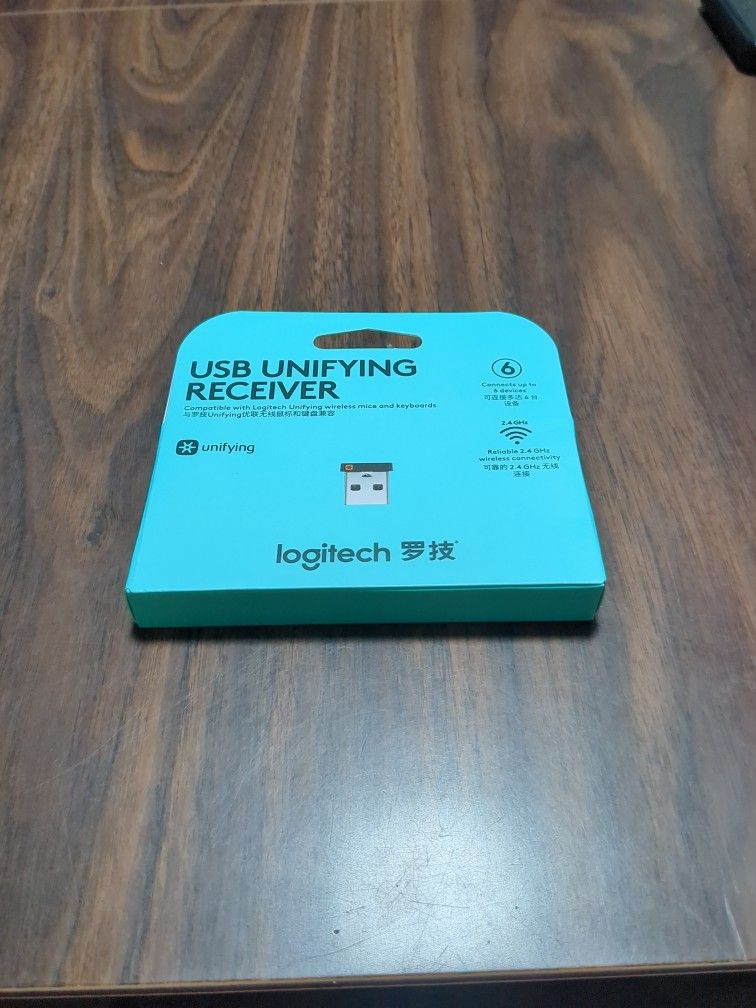 USB UNIFYING
RECEIVER
Compatible with Logitech Unifying wireless mice and keyboards
与罗技Unifying优联无线鼠标和键盘兼容
unifying
6
Connects up to
6 devices
可连接多达 6 台
设备
2.4 GHz
Reliable 2.4 GHz
wireless connectivity
可靠的 2.4 GHz 无线
连接
logitech 罗技